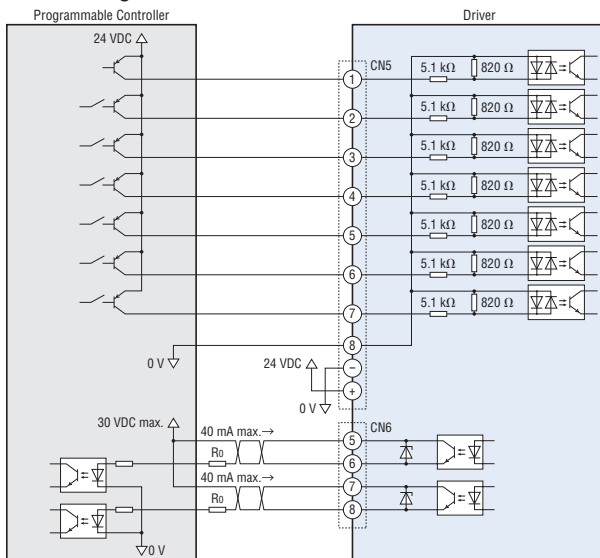 Programmable Controller
Driver
24 VDC
CN5
5.1 kΩ 820 Ω
1
5.1 kΩ 820 Ω
2
5.1 kΩ 820 Ω
3
5.1 kΩ 820 Ω
4
5.1 kΩ 820 Ω
5
5.1 kΩ 820 Ω
6
5.1 kΩ 820 Ω
7
8
0 V
24 VDC
−
+
0 V
CN6
30 VDC max.
40 mA max.→
5
R0
6
40 mA max.→
7
R0
8
0 V